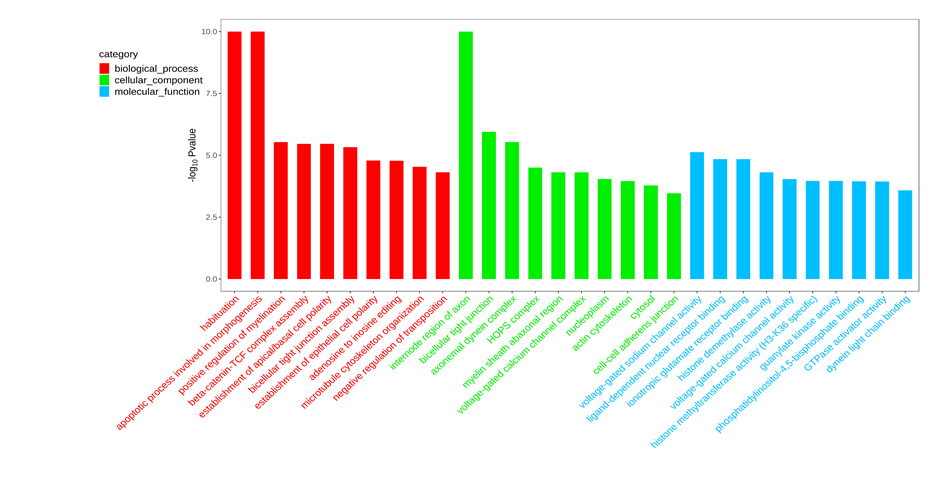 category
biological_process
cellular_component
molecular_function
-log10 Pvalue
10.0
7.5
5.0
2.5
0.0
habituation
apoptotic process involved in morphogenesis
positive regulation of myelination
beta-catenin-TCF complex assembly
establishment of apical/basal cell polarity
bicellular tight junction assembly
establishment of epithelial cell polarity
adenosine to inosine editing
microtubule cytoskeleton organization
negative regulation of transposition
internode region of axon
bicellular tight junction
axonemal dynein complex
HOPS complex
myelin sheath abaxonal region
voltage-gated calcium channel complex
nucleoplasm
actin cytoskeleton
cytosol
cell-cell adherens junction
voltage-gated sodium channel activity
ligand-dependent nuclear receptor binding
ionotropic glutamate receptor binding
histone demethylase activity
voltage-gated calcium channel activity
histone methyltransferase activity (H3-K36 specific)
guanylate kinase activity
phosphatidylinositol-4,5-bisphosphate binding
GTPase activator activity
dynein light chain binding